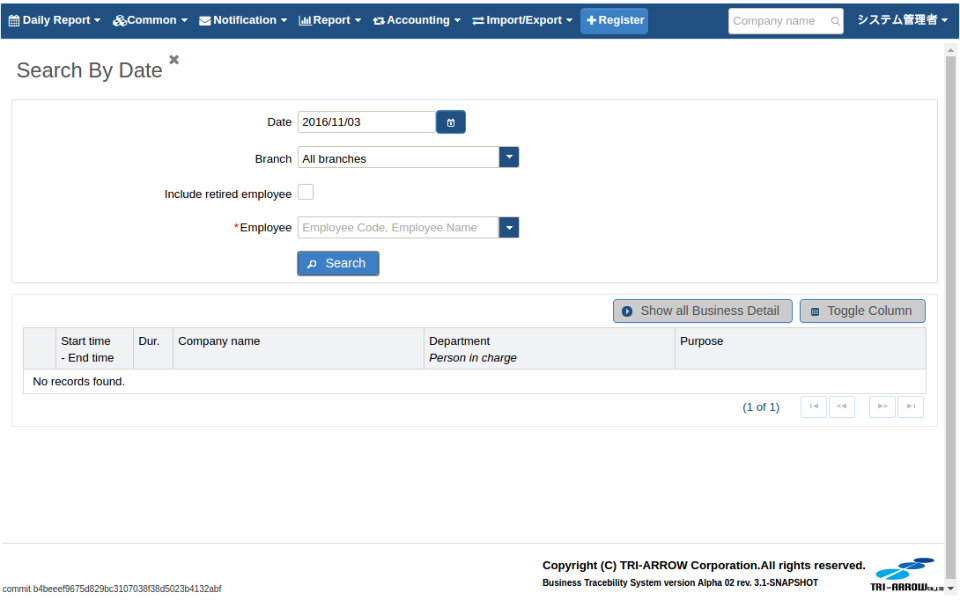 Daily Report Common Notification Report Accounting Import/Export Register Company name システム管理者
Search By Date
Date 2016/11/03
Branch All branches
Include retired employee
*Employee Employee Code, Employee Name
Search
Show all Business Detail Toggle Column
Start time Dur. Company name Department Purpose
- End time Person in charge
No records found.
(1 of 1)
Copyright (C) TRI-ARROW Corporation.All rights reserved.
Business Tracebility System version Alpha 02 rev. 3.1-SNAPSHOT
TRI-ARROW CO.,LTD
commit b4beeef9675d829bc3107038f38d5023b4132abf